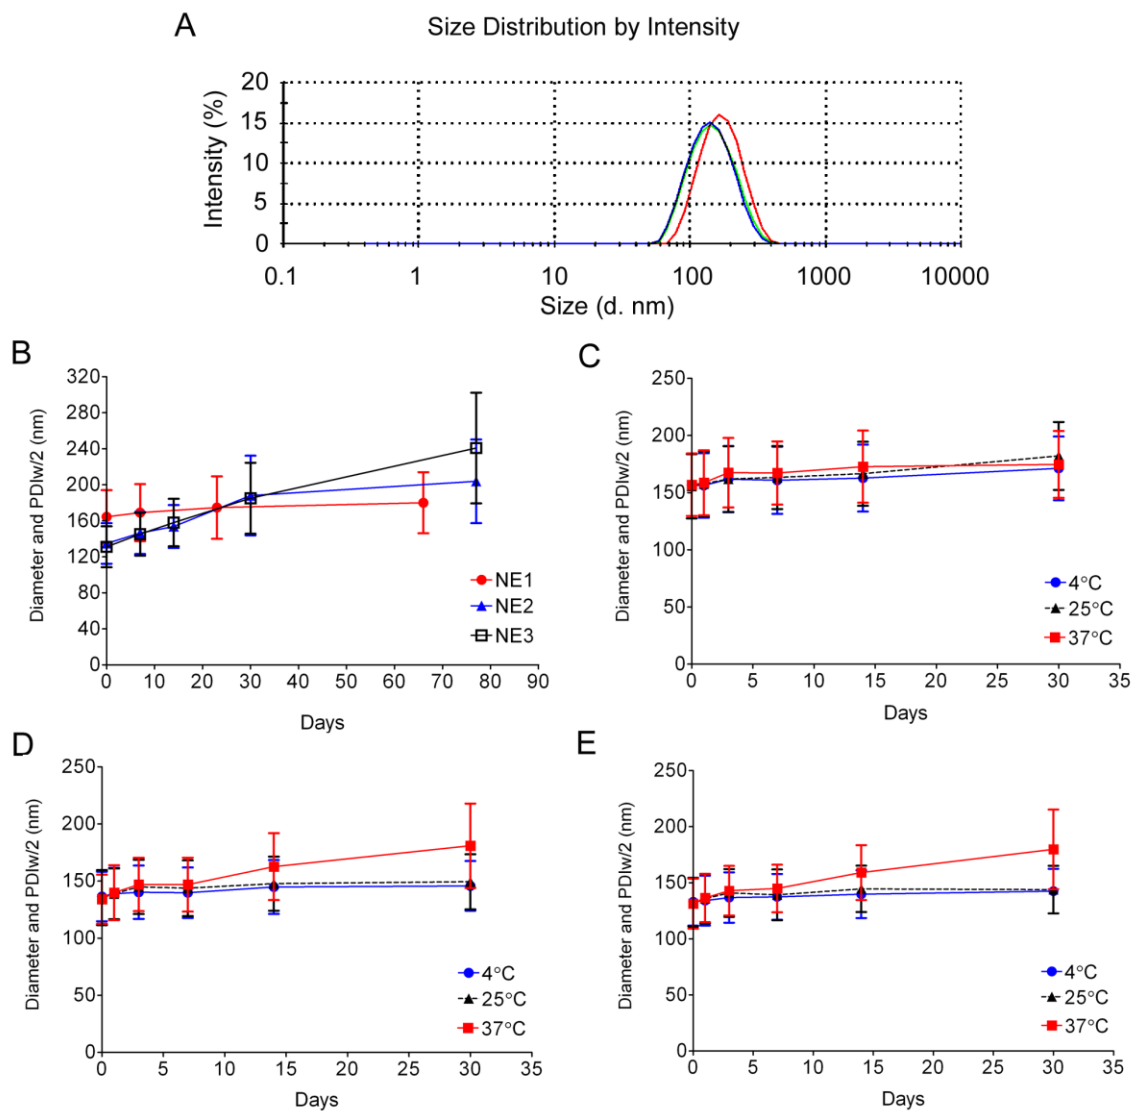 A
Size Distribution by Intensity
Intensity (%)
20
15
10
5
0
0.1 1 10 100 1000 10000
Size (d. nm)
B
Diameter and PDIw/2 (nm)
320
280
240
200
160
120
80
40
0
0 10 20 30 40 50 60 70 80 90
Days
NE1
NE2
NE3
C
Diameter and PDIw/2 (nm)
250
200
150
100
50
0
0 5 10 15 20 25 30 35
Days
4°C
25°C
37°C
D
Diameter and PDIw/2 (nm)
250
200
150
100
50
0
0 5 10 15 20 25 30 35
Days
4°C
25°C
37°C
E
Diameter and PDIw/2 (nm)
250
200
150
100
50
0
0 5 10 15 20 25 30 35
Days
4°C
25°C
37°C